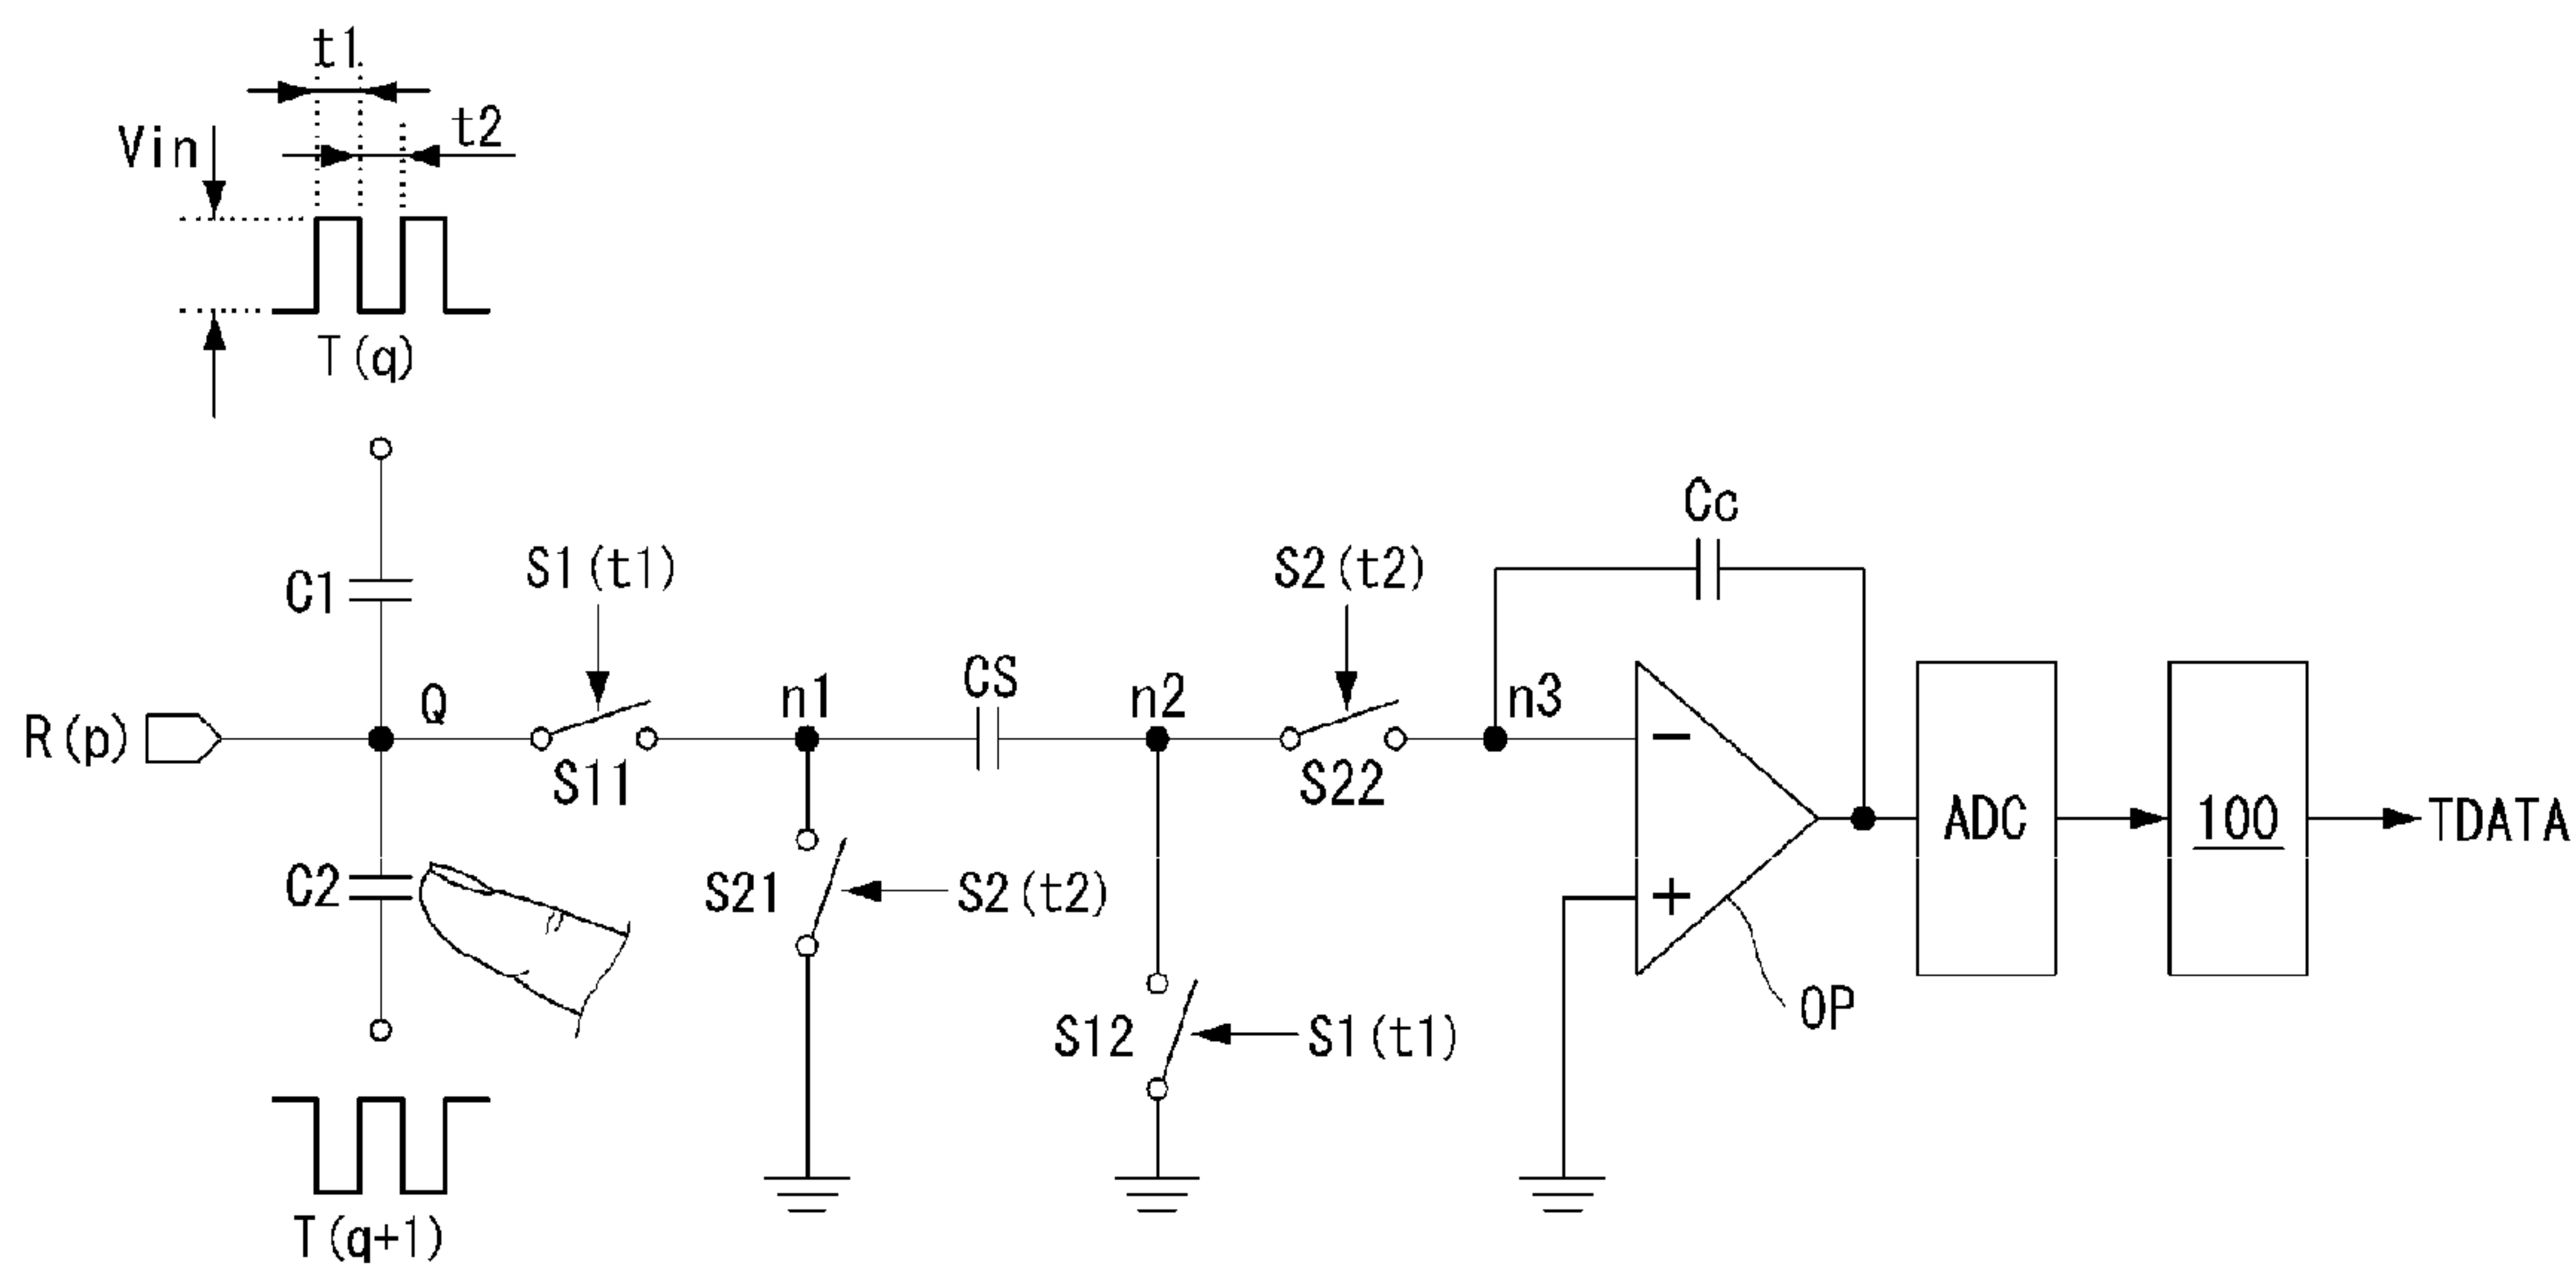 t1
t2
Vin
T(q)
Cc
C1
S1(t1)
S2(t2)
R(p)
Q
n1
CS
n2
n3
S11
S22
ADC
100
TDATA
C2
S21
S2(t2)
S12
S1(t1)
OP
T(q+1)